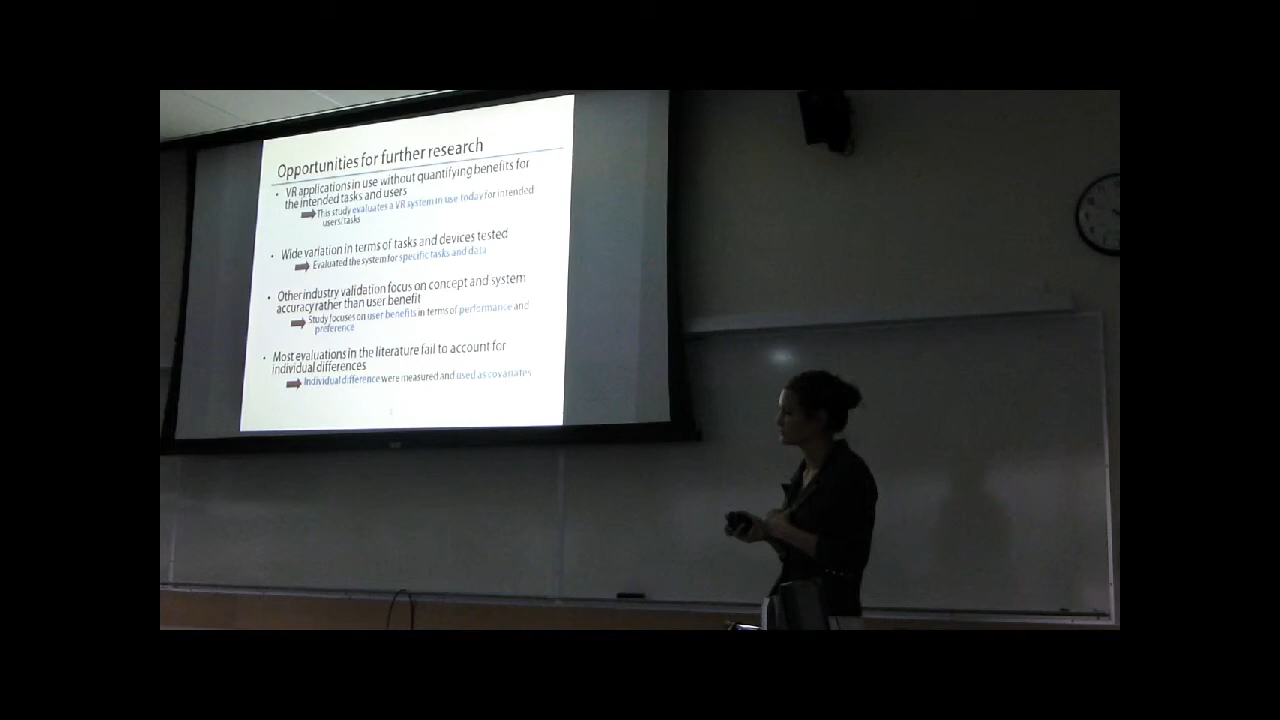 Opportunities for further research
• VR applications in use without quantifying benefits for
the intended tasks and users
This study evaluates a VR system in use today for intended
users/tasks
• Wide variation in terms of tasks and devices tested
Evaluated the system for specific tasks and data
• Other industry validation focus on concept and system
accuracy rather than user benefit
Study focuses on user benefits in terms of performance and
preference
• Most evaluations in the literature fail to account for
individual differences
Individual difference were measured and used as covariates